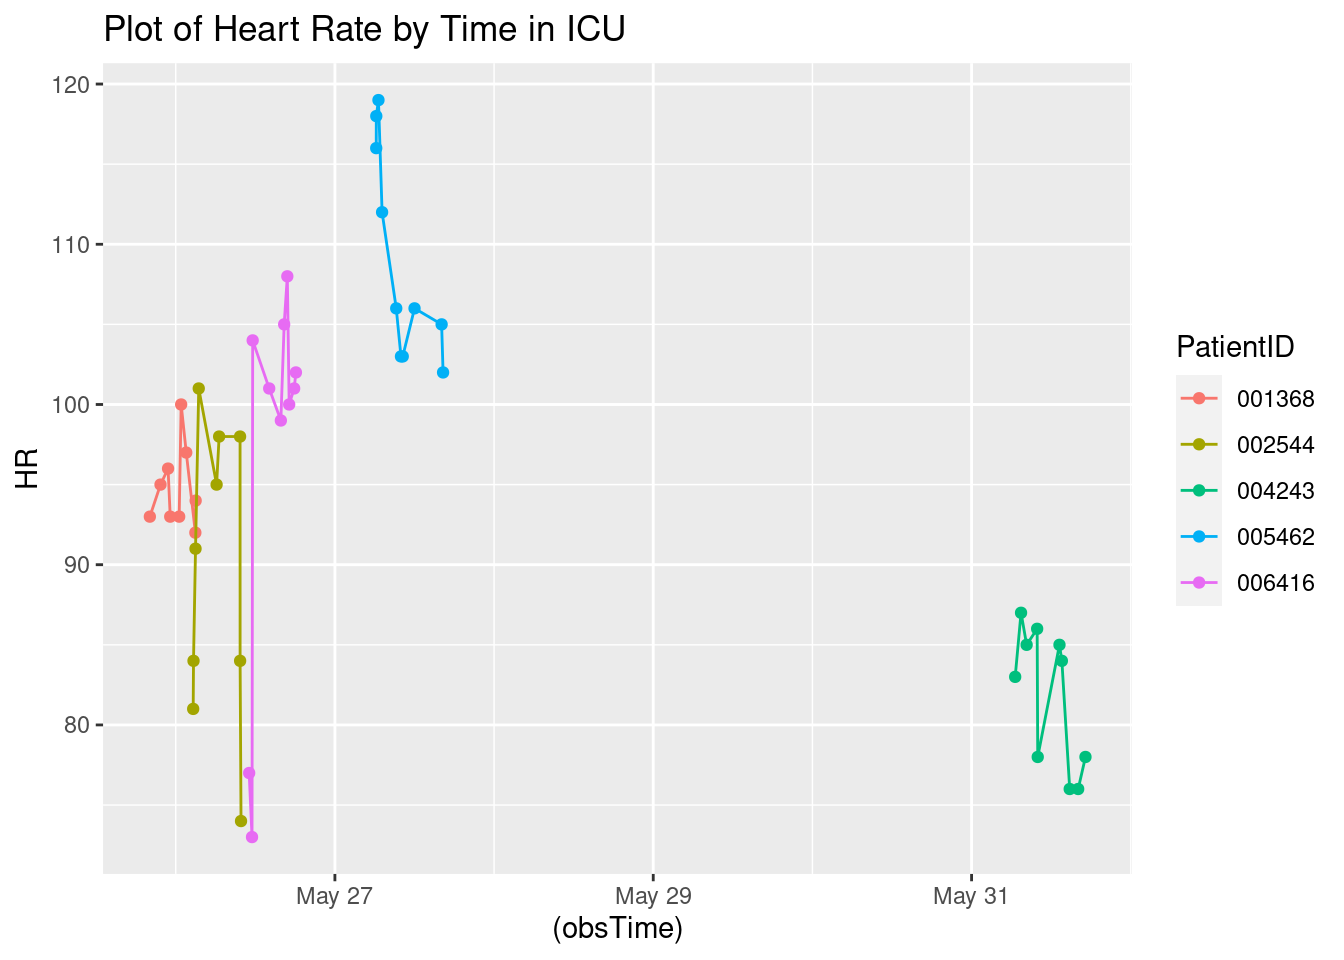 Plot of Heart Rate by Time in ICU
120
110
100
90
80
HR
May 27
May 29
May 31
(obsTime)
PatientID
001368
002544
004243
005462
006416